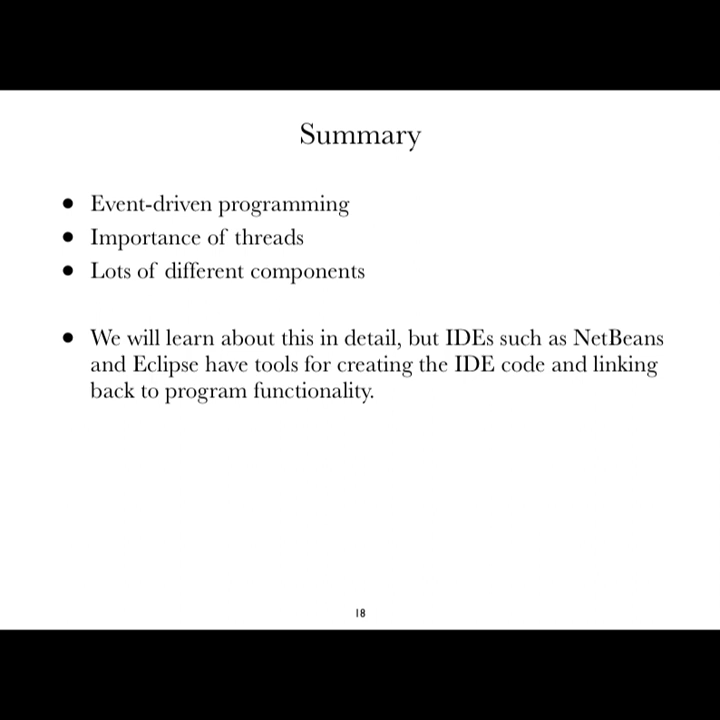 Summary
• Event-driven programming
• Importance of threads
• Lots of different components
• We will learn about this in detail, but IDEs such as NetBeans
and Eclipse have tools for creating the IDE code and linking
back to program functionality.
18